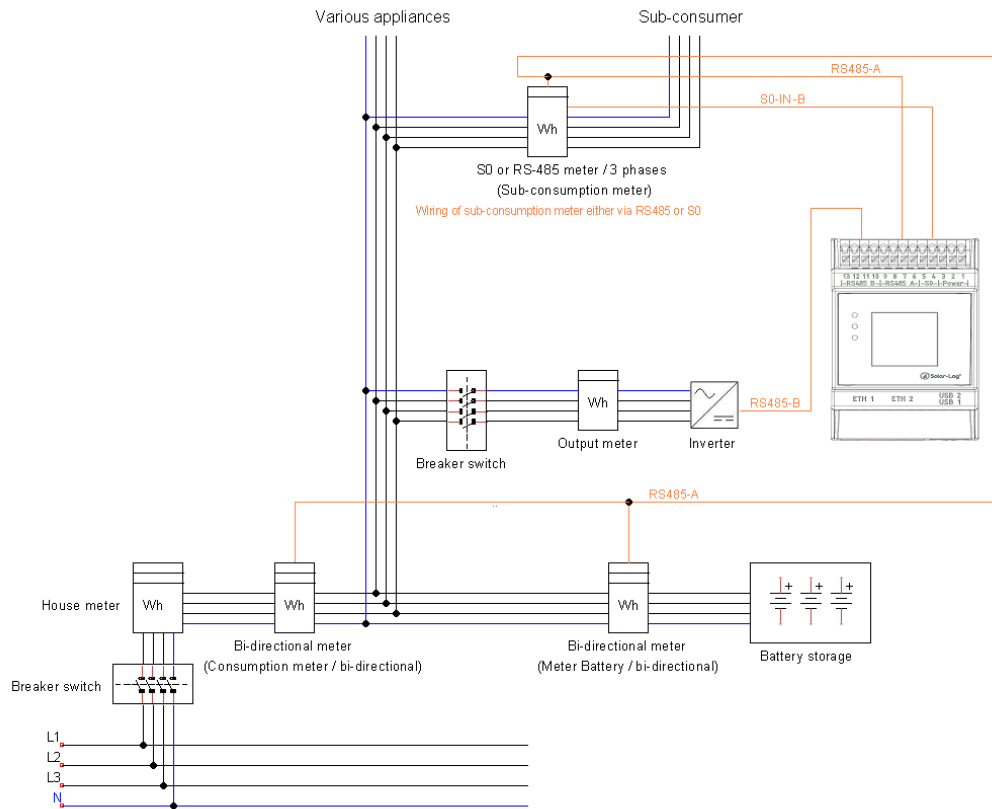 Various appliances
Sub-consumer
RS485-A
S0-IN-B
Wh
S0 or RS-485 meter / 3 phases
(Sub-consumption meter)
Wiring of sub-consumption meter either via RS485 or S0
13 12 11 10 9 8 7 6 5 4 3 2 1
|-RS485 B-|-RS485 A-|-S0-|-Power-|
Solar-Log®
ETH 1 ETH 2 USB 2
USB 1
Wh
RS485-B
Breaker switch
Output meter
Inverter
RS485-A
House meter
Wh
Wh
Wh
Bi-directional meter
(Consumption meter / bi-directional)
Bi-directional meter
(Meter Battery / bi-directional)
+ + +
Battery storage
Breaker switch
L1
L2
L3
N